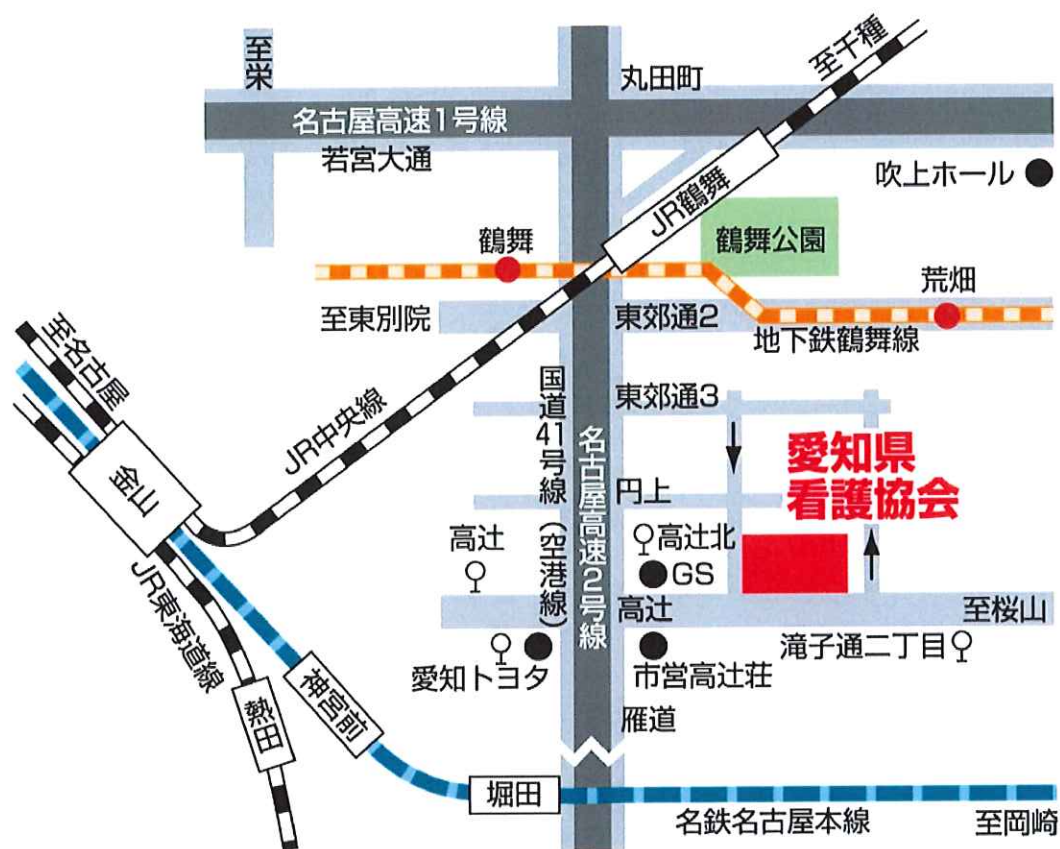 至栄
丸田町
至千種
名古屋高速1号線
若宮大通
JR鶴舞
吹上ホール
鶴舞公園
鶴舞
荒畑
至東別院
東郊通2
地下鉄鶴舞線
至名古屋
金山
JR中央線
国道41号線(空港線)
名古屋高速2号線
東郊通3
愛知県
看護協会
円上
高辻
高辻北
GS
高辻
至桜山
JR東海道線
愛知トヨタ
市営高辻荘
滝子通二丁目
熱田
神宮前
雁道
堀田
名鉄名古屋本線
至岡崎